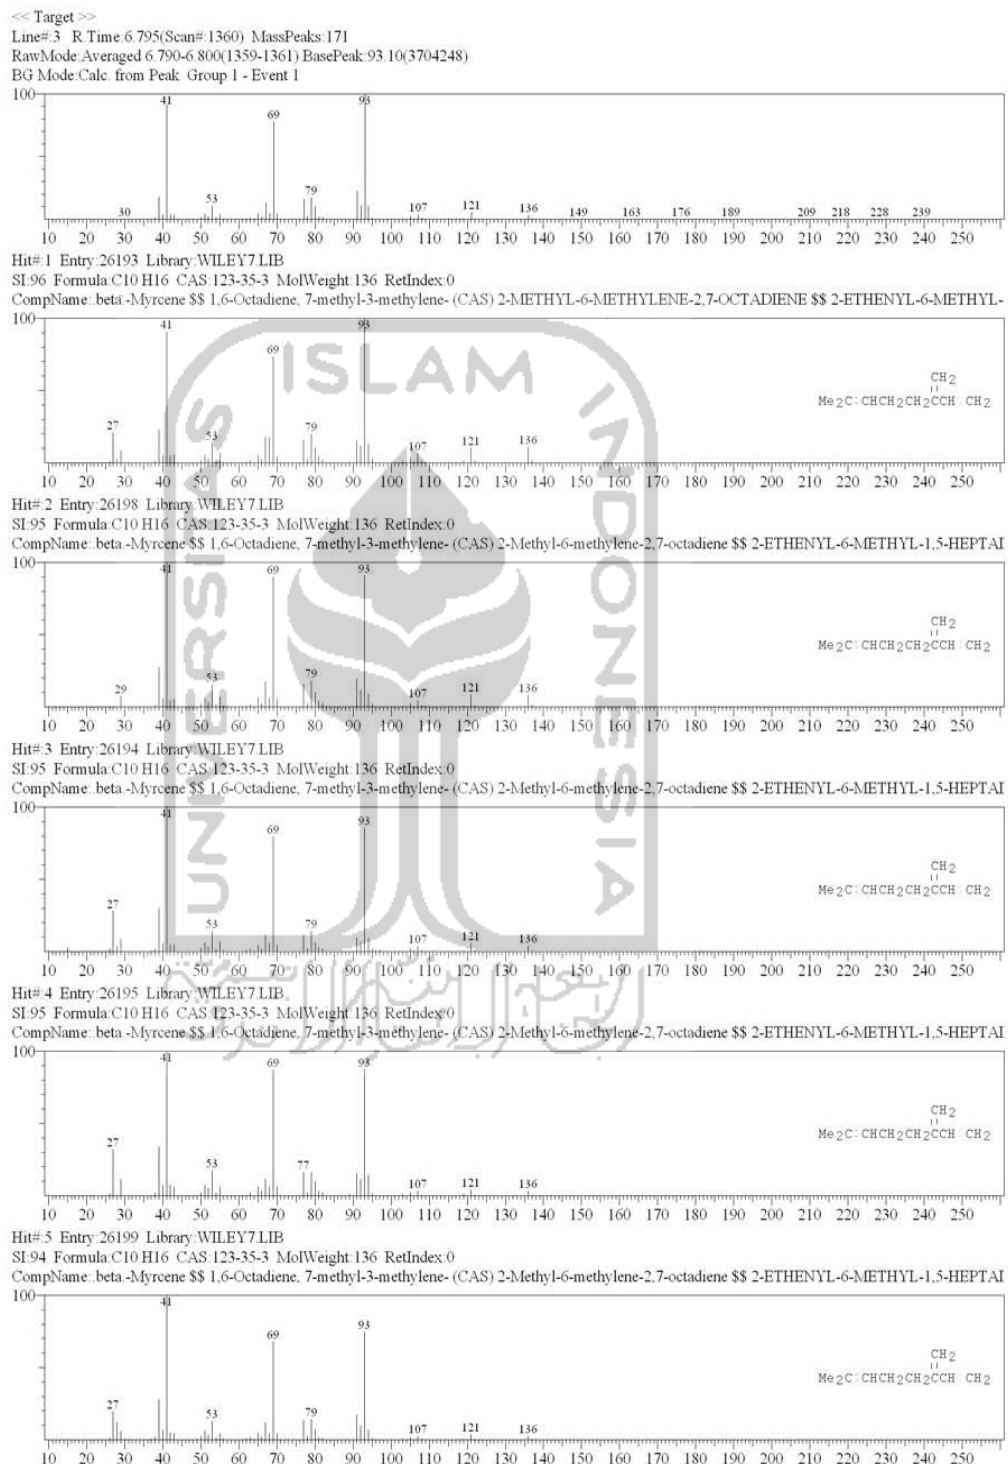 << Target >>
Line#:3 R.Time:6.795(Scan#:1360) MassPeaks:171
RawMode:Averaged 6.790-6.800(1359-1361) BasePeak:93.10(3704248)
BG Mode:Calc. from Peak Group 1 - Event 1
100
41 69 93
30 53 79 107 121 136 149 163 176 189 209 218 228 239
10 20 30 40 50 60 70 80 90 100 110 120 130 140 150 160 170 180 190 200 210 220 230 240 250
Hit#:1 Entry:26193 Library:WILEY7.LIB
SI:96 Formula:C10 H16 CAS:123-35-3 MolWeight:136 RetIndex:0
CompName:.beta.-Myrcene $$ 1,6-Octadiene, 7-methyl-3-methylene- (CAS) 2-METHYL-6-METHYLENE-2,7-OCTADIENE $$ 2-ETHENYL-6-METHYL-
100
41 69 93
CH2
Me2C:CHCH2CH2CCH:CH2
27 53 79 107 121 136
10 20 30 40 50 60 70 80 90 100 110 120 130 140 150 160 170 180 190 200 210 220 230 240 250
Hit#:2 Entry:26198 Library:WILEY7.LIB
SI:95 Formula:C10 H16 CAS:123-35-3 MolWeight:136 RetIndex:0
CompName:.beta.-Myrcene $$ 1,6-Octadiene, 7-methyl-3-methylene- (CAS) 2-Methyl-6-methylene-2,7-octadiene $$ 2-ETHENYL-6-METHYL-1,5-HEPTAI
100
41 69 93
CH2
Me2C:CHCH2CH2CCH:CH2
29 53 79 107 121 136
10 20 30 40 50 60 70 80 90 100 110 120 130 140 150 160 170 180 190 200 210 220 230 240 250
Hit#:3 Entry:26194 Library:WILEY7.LIB
SI:95 Formula:C10 H16 CAS:123-35-3 MolWeight:136 RetIndex:0
CompName:.beta.-Myrcene $$ 1,6-Octadiene, 7-methyl-3-methylene- (CAS) 2-Methyl-6-methylene-2,7-octadiene $$ 2-ETHENYL-6-METHYL-1,5-HEPTAI
100
41 69 93
CH2
Me2C:CHCH2CH2CCH:CH2
27 53 79 107 121 136
10 20 30 40 50 60 70 80 90 100 110 120 130 140 150 160 170 180 190 200 210 220 230 240 250
Hit#:4 Entry:26195 Library:WILEY7.LIB
SI:95 Formula:C10 H16 CAS:123-35-3 MolWeight:136 RetIndex:0
CompName:.beta.-Myrcene $$ 1,6-Octadiene, 7-methyl-3-methylene- (CAS) 2-Methyl-6-methylene-2,7-octadiene $$ 2-ETHENYL-6-METHYL-1,5-HEPTAI
100
41 69 93
CH2
Me2C:CHCH2CH2CCH:CH2
27 53 77 107 121 136
10 20 30 40 50 60 70 80 90 100 110 120 130 140 150 160 170 180 190 200 210 220 230 240 250
Hit#:5 Entry:26199 Library:WILEY7.LIB
SI:94 Formula:C10 H16 CAS:123-35-3 MolWeight:136 RetIndex:0
CompName:.beta.-Myrcene $$ 1,6-Octadiene, 7-methyl-3-methylene- (CAS) 2-Methyl-6-methylene-2,7-octadiene $$ 2-ETHENYL-6-METHYL-1,5-HEPTAI
100
41 69 93
CH2
Me2C:CHCH2CH2CCH:CH2
27 53 79 107 121 136
10 20 30 40 50 60 70 80 90 100 110 120 130 140 150 160 170 180 190 200 210 220 230 240 250
UNIVERSITAS
ISLAM
INDONESIA